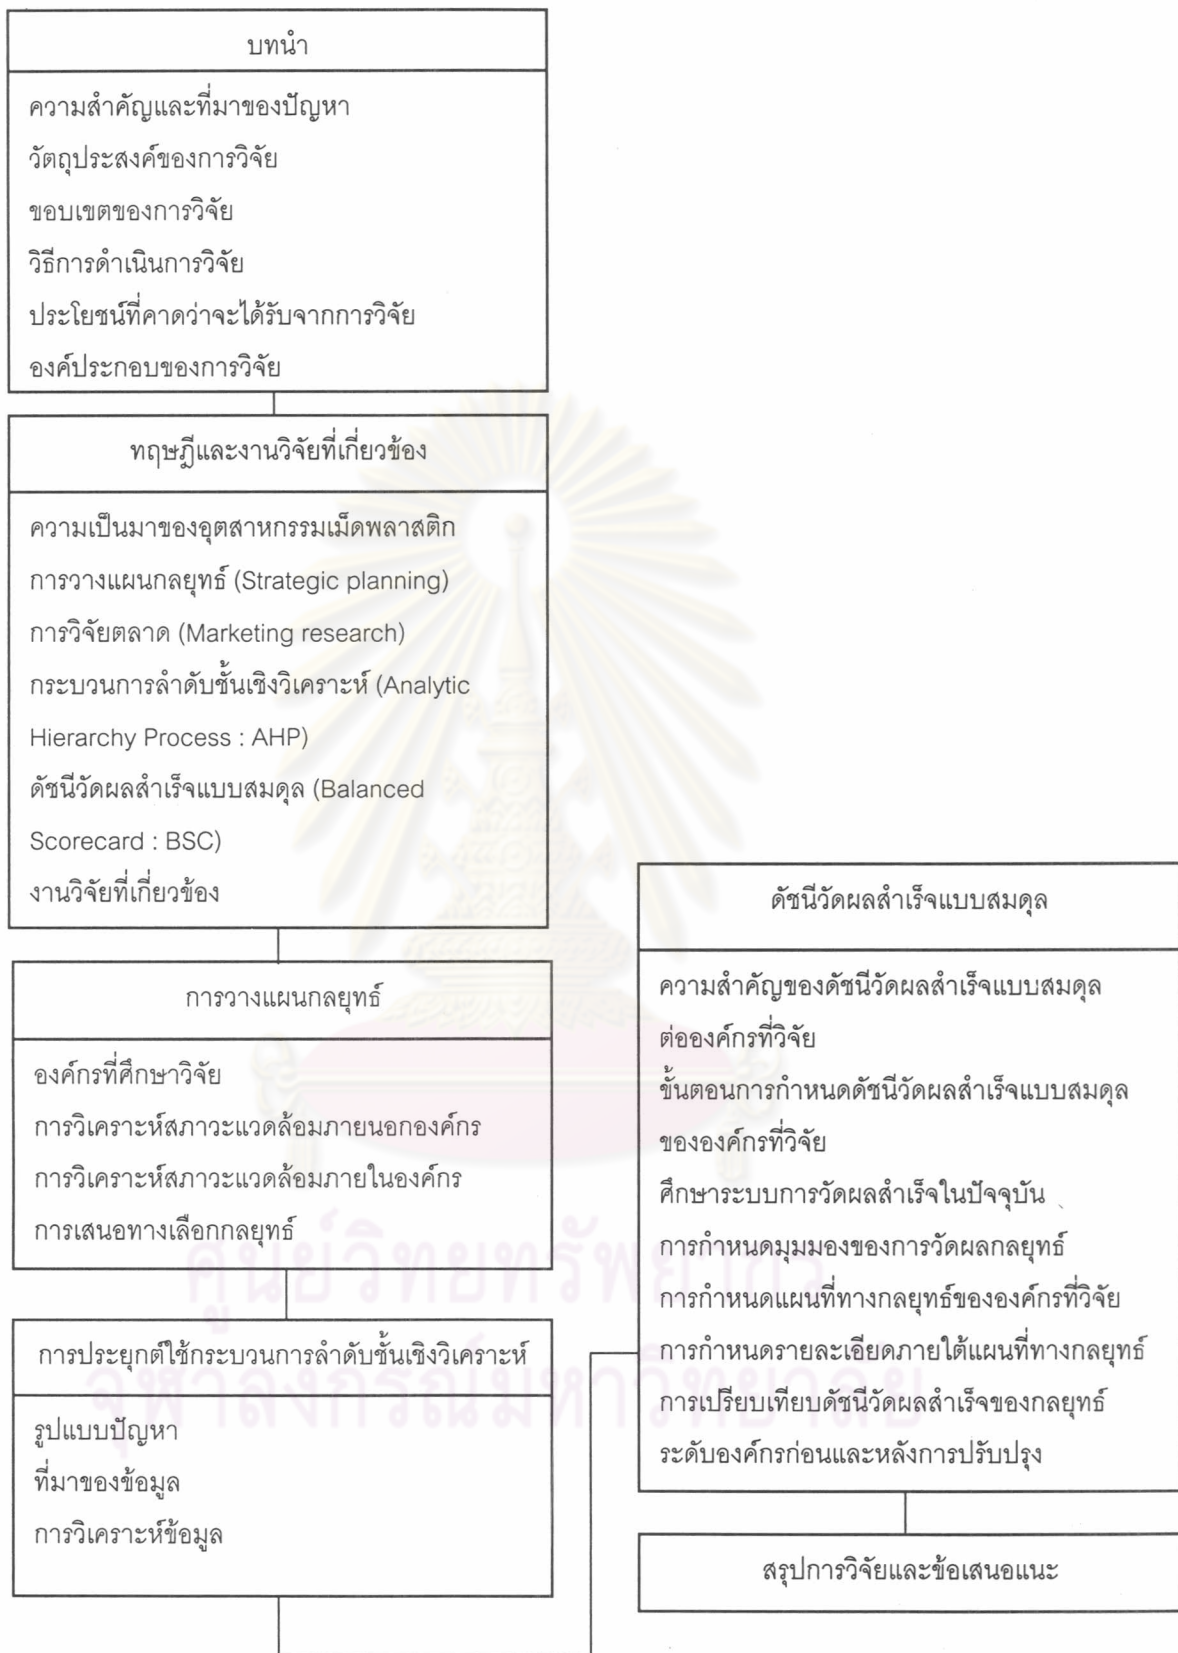 บทนำ
ความสำคัญและที่มาของปัญหา
วัตถุประสงค์ของการวิจัย
ขอบเขตของการวิจัย
วิธีการดำเนินการวิจัย
ประโยชน์ที่คาดว่าจะได้รับจากการวิจัย
องค์ประกอบของการวิจัย
ทฤษฎีและงานวิจัยที่เกี่ยวข้อง
ความเป็นมาของอุตสาหกรรมเม็ดพลาสติก
การวางแผนกลยุทธ์ (Strategic planning)
การวิจัยตลาด (Marketing research)
กระบวนการลำดับชั้นเชิงวิเคราะห์ (Analytic
Hierarchy Process : AHP)
ดัชนีวัดผลสำเร็จแบบสมดุล (Balanced
Scorecard : BSC)
งานวิจัยที่เกี่ยวข้อง
การวางแผนกลยุทธ์
องค์กรที่ศึกษาวิจัย
การวิเคราะห์สภาวะแวดล้อมภายนอกองค์กร
การวิเคราะห์สภาวะแวดล้อมภายในองค์กร
การเสนอทางเลือกกลยุทธ์
การประยุกต์ใช้กระบวนการลำดับชั้นเชิงวิเคราะห์
รูปแบบปัญหา
ที่มาของข้อมูล
การวิเคราะห์ข้อมูล
ดัชนีวัดผลสำเร็จแบบสมดุล
ความสำคัญของดัชนีวัดผลสำเร็จแบบสมดุล
ต่อองค์กรที่วิจัย
ขั้นตอนการกำหนดดัชนีวัดผลสำเร็จแบบสมดุล
ขององค์กรที่วิจัย
ศึกษาระบบการวัดผลสำเร็จในปัจจุบัน
การกำหนดมุมมองของการวัดผลกลยุทธ์
การกำหนดแผนที่ทางกลยุทธ์ขององค์กรที่วิจัย
การกำหนดรายละเอียดภายใต้แผนที่ทางกลยุทธ์
การเปรียบเทียบดัชนีวัดผลสำเร็จของกลยุทธ์
ระดับองค์กรก่อนและหลังการปรับปรุง
สรุปการวิจัยและข้อเสนอแนะ
ศูนย์วิทยทรัพยากร
จุฬาลงกรณ์มหาวิทยาลัย